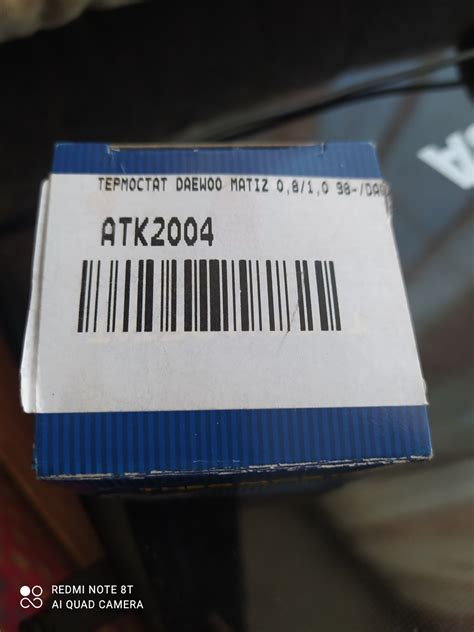 ТЕРМОСТАТ DAEWOO MATIZ 0,8/1,0 98-/DA
ATK2004
REDMI NOTE 8T
AI QUAD CAMERA